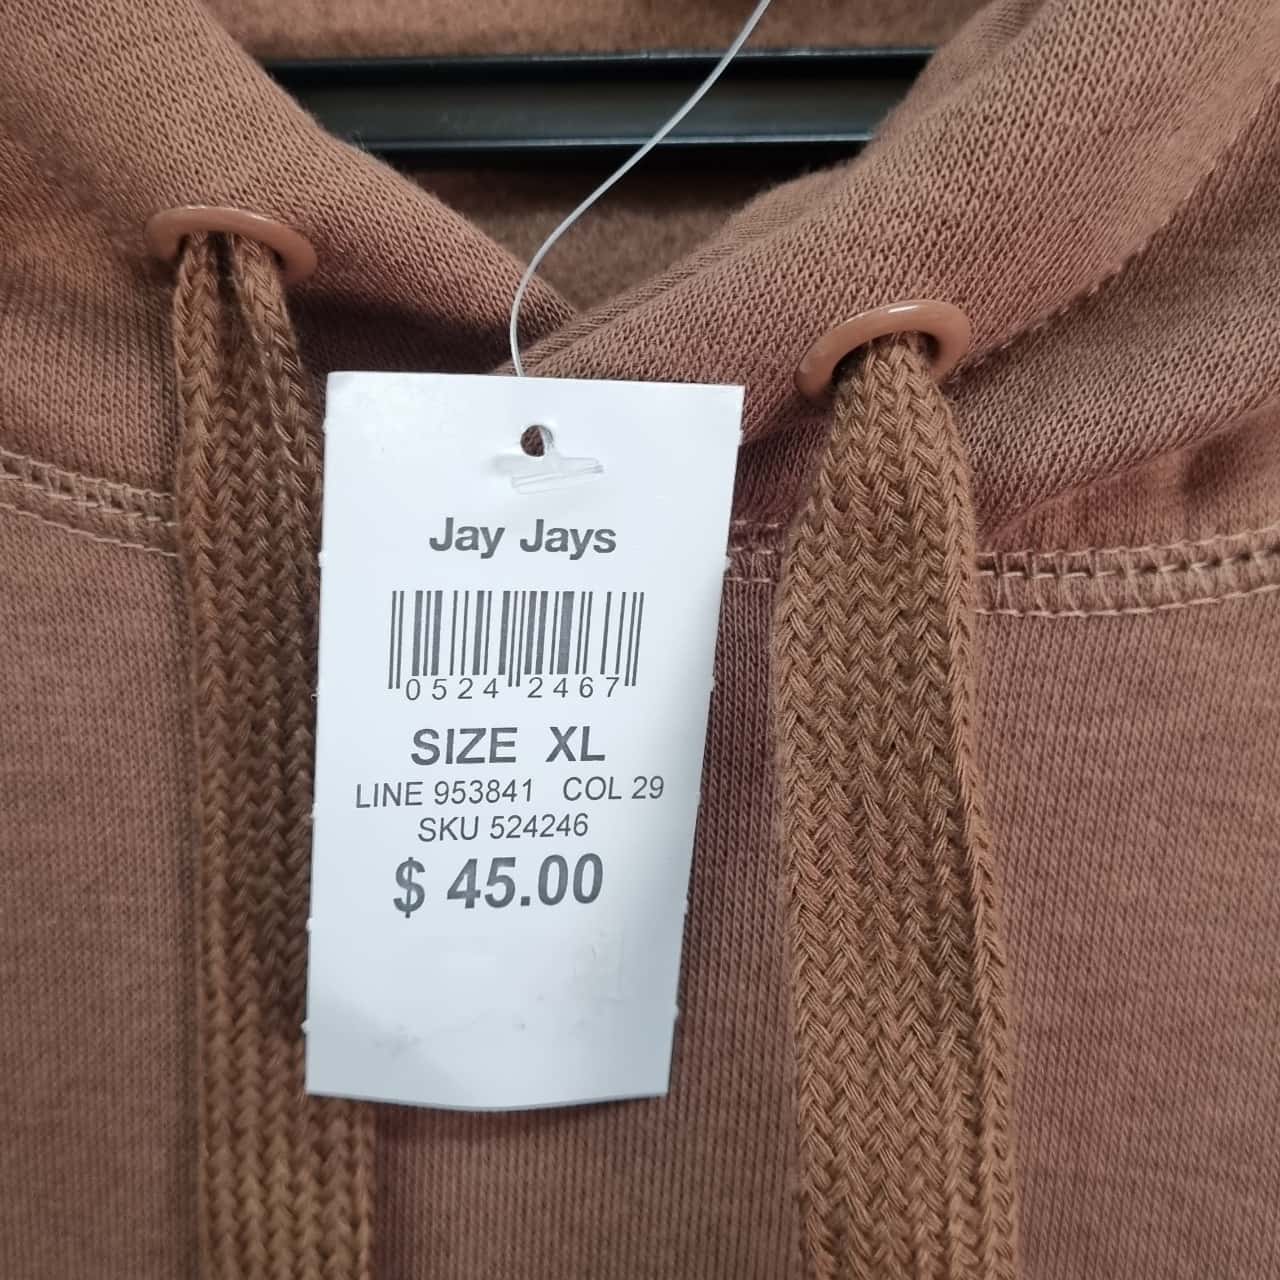 Jay Jays
0524 2467
SIZE XL
LINE 953841 COL 29
SKU 524246
$ 45.00